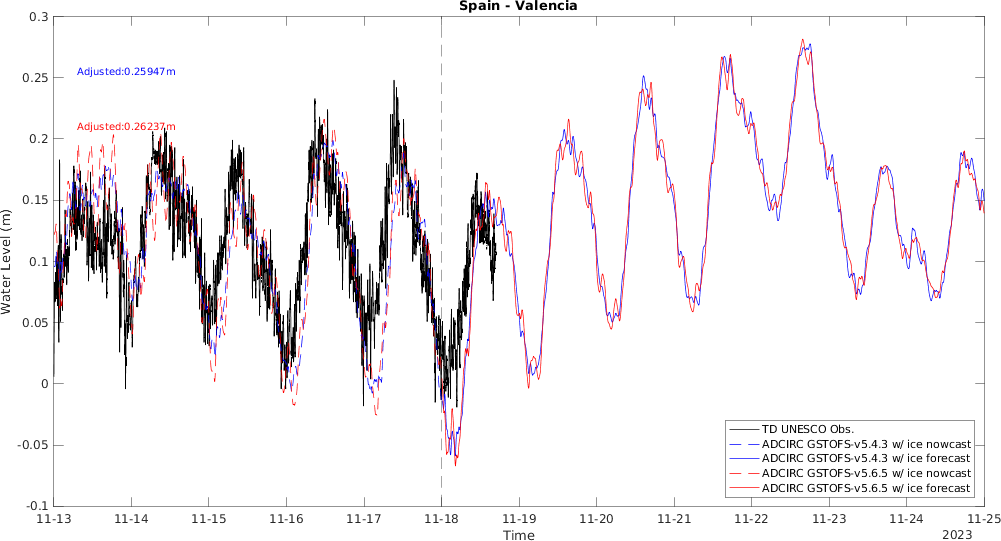 Spain - Valencia
0.3
0.25
0.2
0.15
0.1
0.05
0
-0.05
-0.1
Water Level (m)
Adjusted:0.25947m
Adjusted:0.26237m
TD UNESCO Obs.
ADCIRC GSTOFS-v5.4.3 w/ ice nowcast
ADCIRC GSTOFS-v5.4.3 w/ ice forecast
ADCIRC GSTOFS-v5.6.5 w/ ice nowcast
ADCIRC GSTOFS-v5.6.5 w/ ice forecast
11-13 11-14 11-15 11-16 11-17 11-18 11-19 11-20 11-21 11-22 11-23 11-24 11-25
Time
2023